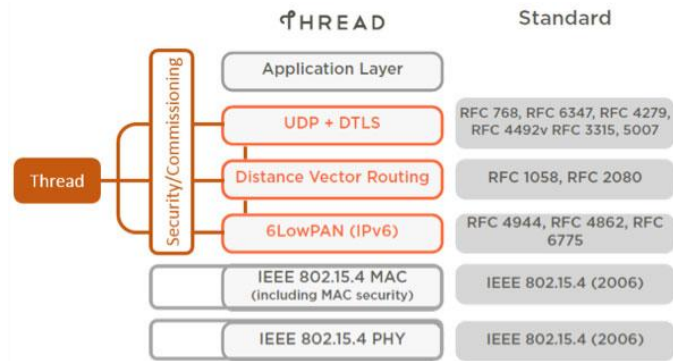 THREAD
Standard
Application Layer
Security/Commissioning
UDP + DTLS
RFC 768, RFC 6347, RFC 4279,
RFC 4492v RFC 3315, 5007
Thread
Distance Vector Routing
RFC 1058, RFC 2080
6LowPAN (IPv6)
RFC 4944, RFC 4862, RFC
6775
IEEE 802.15.4 MAC
(including MAC security)
IEEE 802.15.4 (2006)
IEEE 802.15.4 PHY
IEEE 802.15.4 (2006)